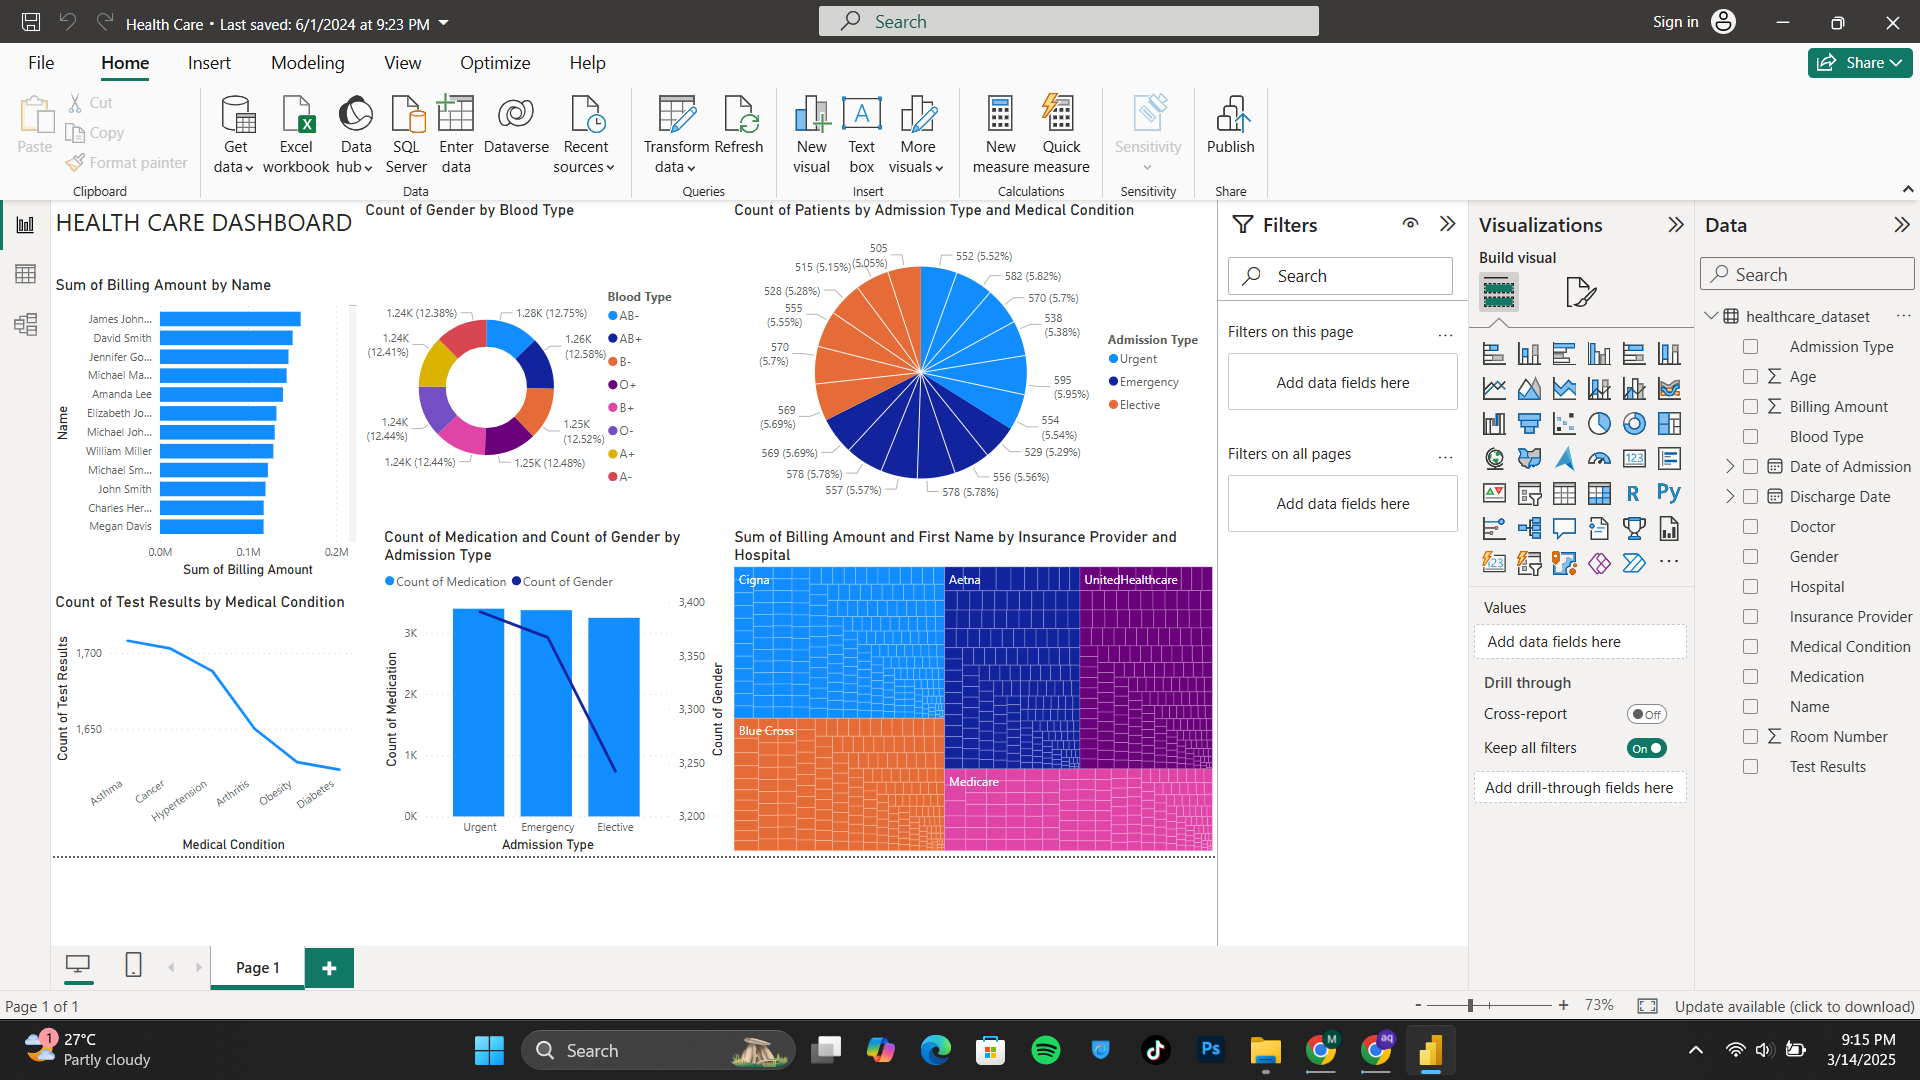 Health Care • Last saved: 6/1/2024 at 9:23 PM
Search
Sign in
File
Home
Insert
Modeling
View
Optimize
Help
Share
Paste
Cut
Copy
Format painter
Clipboard
Get data
Excel workbook
Data hub
SQL Server
Enter data
Dataverse
Recent sources
Data
Transform data
Refresh
Queries
New visual
Text box
More visuals
Insert
New measure
Quick measure
Calculations
Sensitivity
Sensitivity
Publish
Share
HEALTH CARE DASHBOARD
Sum of Billing Amount by Name
Name
James John...
David Smith
Jennifer Go...
Michael Ma...
Amanda Lee
Elizabeth Jo...
Michael Joh...
William Miller
Michael Sm...
John Smith
Charles Her...
Megan Davis
0.0M
0.1M
0.2M
Sum of Billing Amount
Count of Gender by Blood Type
1.28K (12.75%)
1.26K
(12.58%)
1.25K
(12.52%)
1.25K (12.48%)
1.24K (12.44%)
1.24K
(12.44%)
1.24K
(12.41%)
1.24K (12.38%)
Blood Type
AB-
AB+
B-
O+
B+
O-
A+
A-
Count of Patients by Admission Type and Medical Condition
552 (5.52%)
582 (5.82%)
570 (5.7%)
538
(5.38%)
595
(5.95%)
554
(5.54%)
529 (5.29%)
556 (5.56%)
578 (5.78%)
557 (5.57%)
578 (5.78%)
569 (5.69%)
569
(5.69%)
570
(5.7%)
555
(5.55%)
528 (5.28%)
515 (5.15%)
505
(5.05%)
Admission Type
Urgent
Emergency
Elective
Count of Test Results by Medical Condition
Count of Test Results
1,700
1,650
Asthma
Cancer
Hypertension
Arthritis
Obesity
Diabetes
Medical Condition
Count of Medication and Count of Gender by
Admission Type
Count of Medication
Count of Gender
Count of Medication
3K
2K
1K
0K
3,400
3,350
3,300
3,250
3,200
Count of Gender
Urgent
Emergency
Elective
Admission Type
Sum of Billing Amount and First Name by Insurance Provider and
Hospital
Cigna
Aetna
UnitedHealthcare
Blue Cross
Medicare
Filters
Search
Filters on this page
...
Add data fields here
Filters on all pages
...
Add data fields here
Visualizations
Build visual
123
R
Py
123
...
Values
Add data fields here
Drill through
Cross-report
Off
Keep all filters
On
Add drill-through fields here
Data
Search
healthcare_dataset
...
Admission Type
Age
Billing Amount
Blood Type
Date of Admission
Discharge Date
Doctor
Gender
Hospital
Insurance Provider
Medical Condition
Medication
Name
Room Number
Test Results
Page 1
Page 1 of 1
- + 73%
Update available (click to download)
1
27°C
Partly cloudy
Search
Ps
M
aq
9:15 PM
3/14/2025